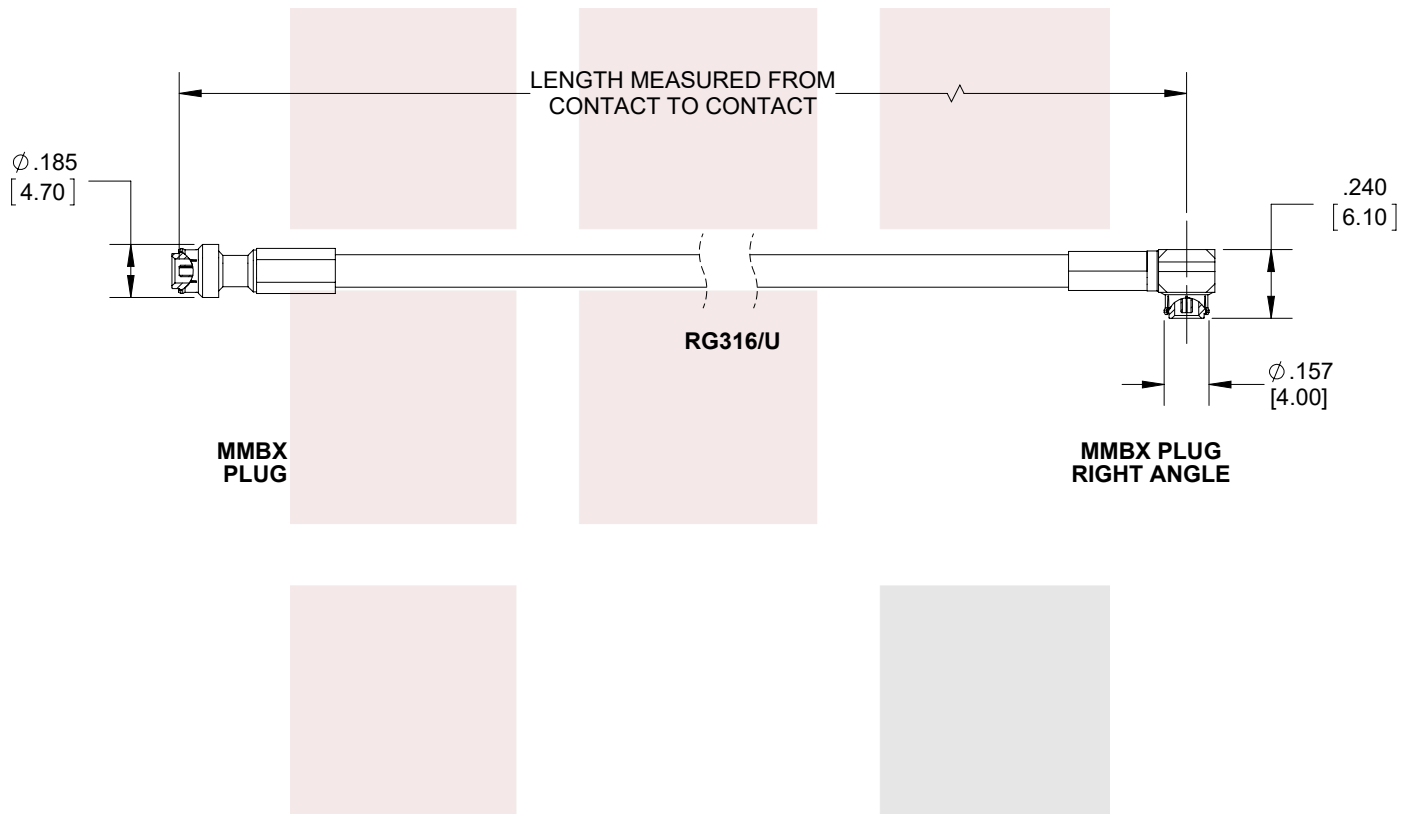 LENGTH MEASURED FROM
CONTACT TO CONTACT
⌀.185
[4.70]
.240
[6.10]
RG316/U
⌀.157
[4.00]
MMBX
PLUG
MMBX PLUG
RIGHT ANGLE